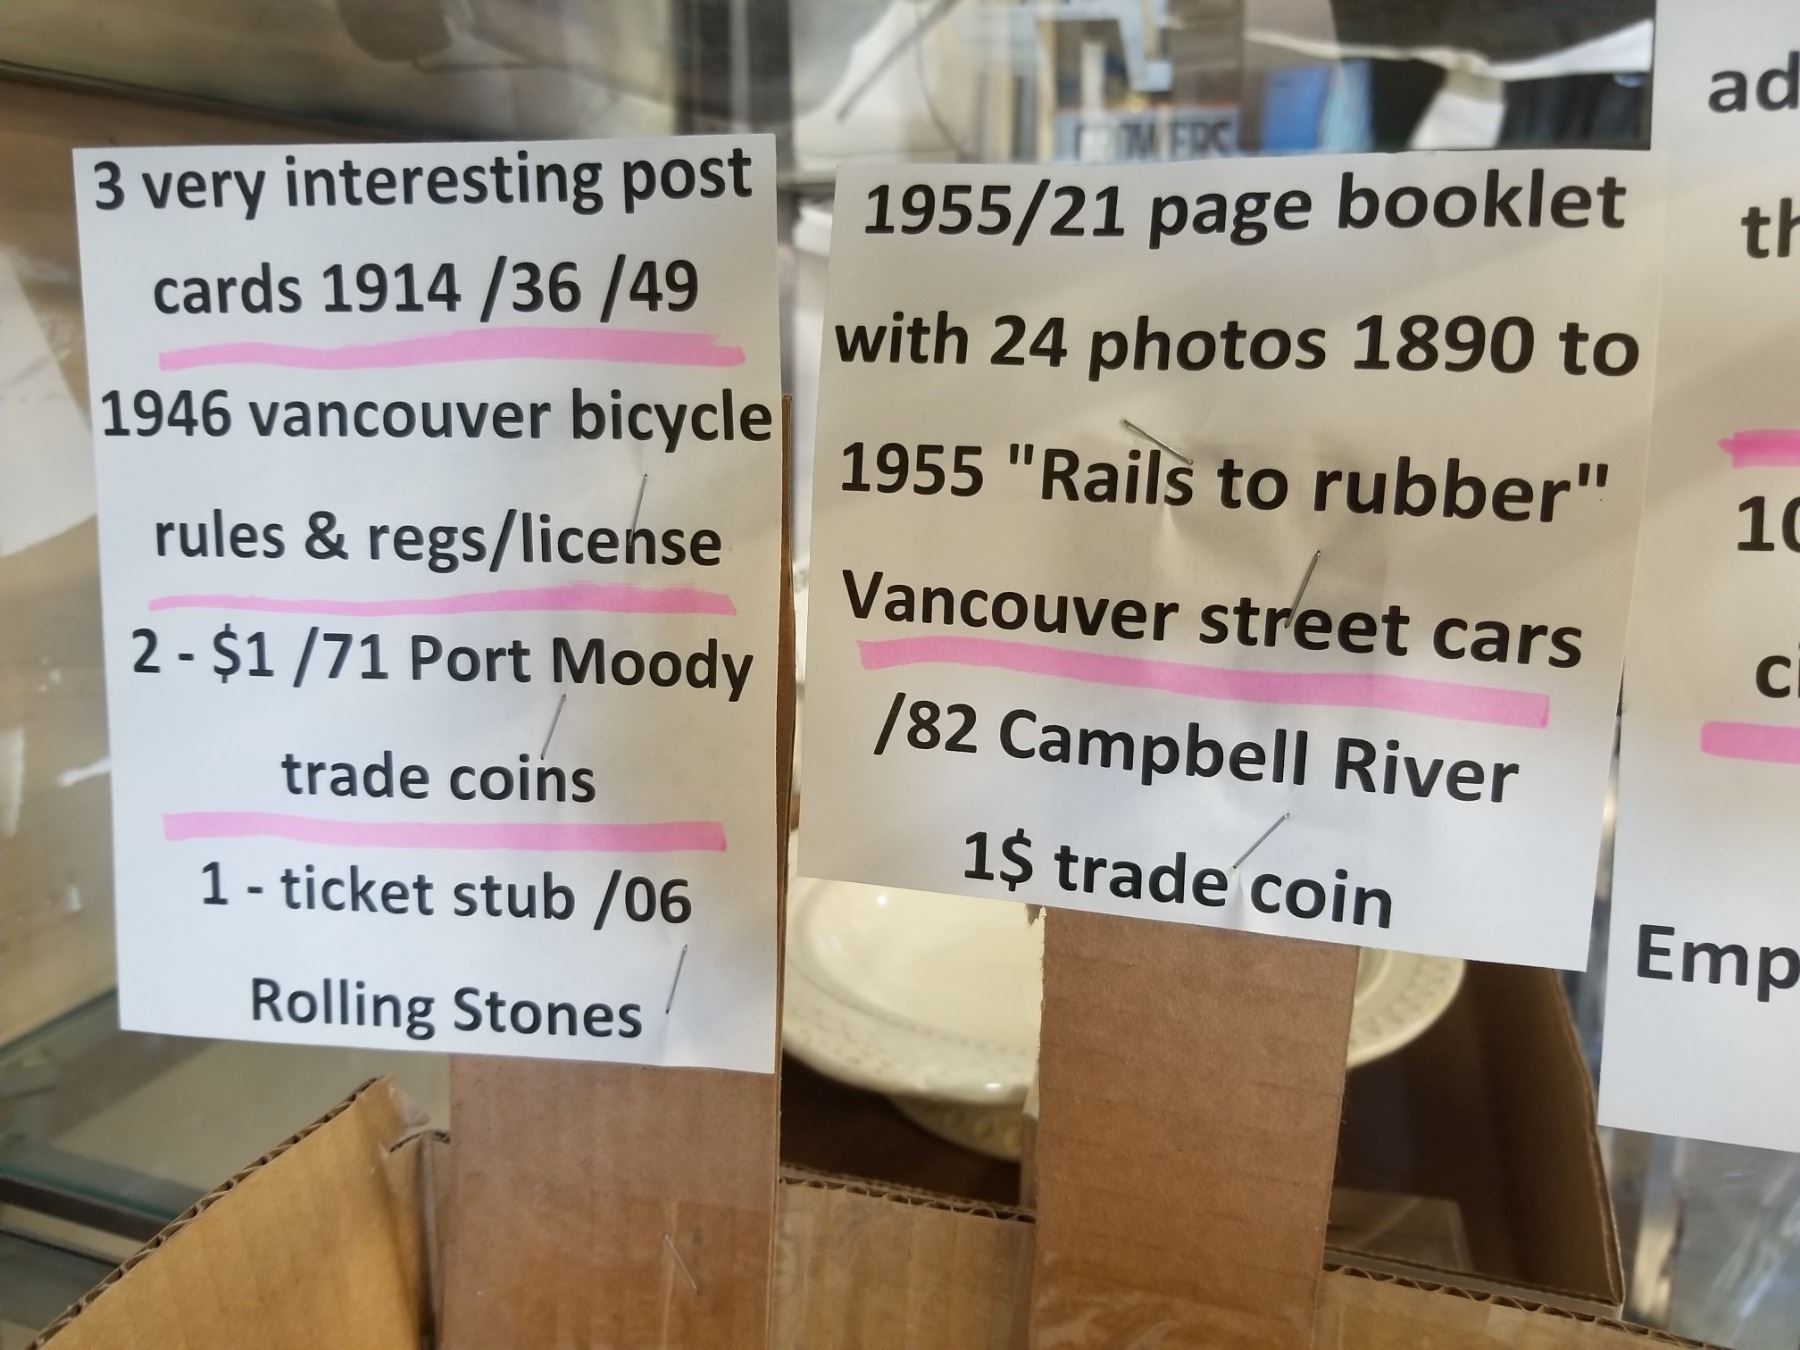 3 very interesting post
cards 1914 /36 /49
1946 vancouver bicycle
rules & regs/license
2 - $1 /71 Port Moody
trade coins
1 - ticket stub /06
Rolling Stones
1955/21 page booklet
with 24 photos 1890 to
1955 "Rails to rubber"
Vancouver street cars
/82 Campbell River
1$ trade coin
GROWERS
ad
th
10
ci
Emp